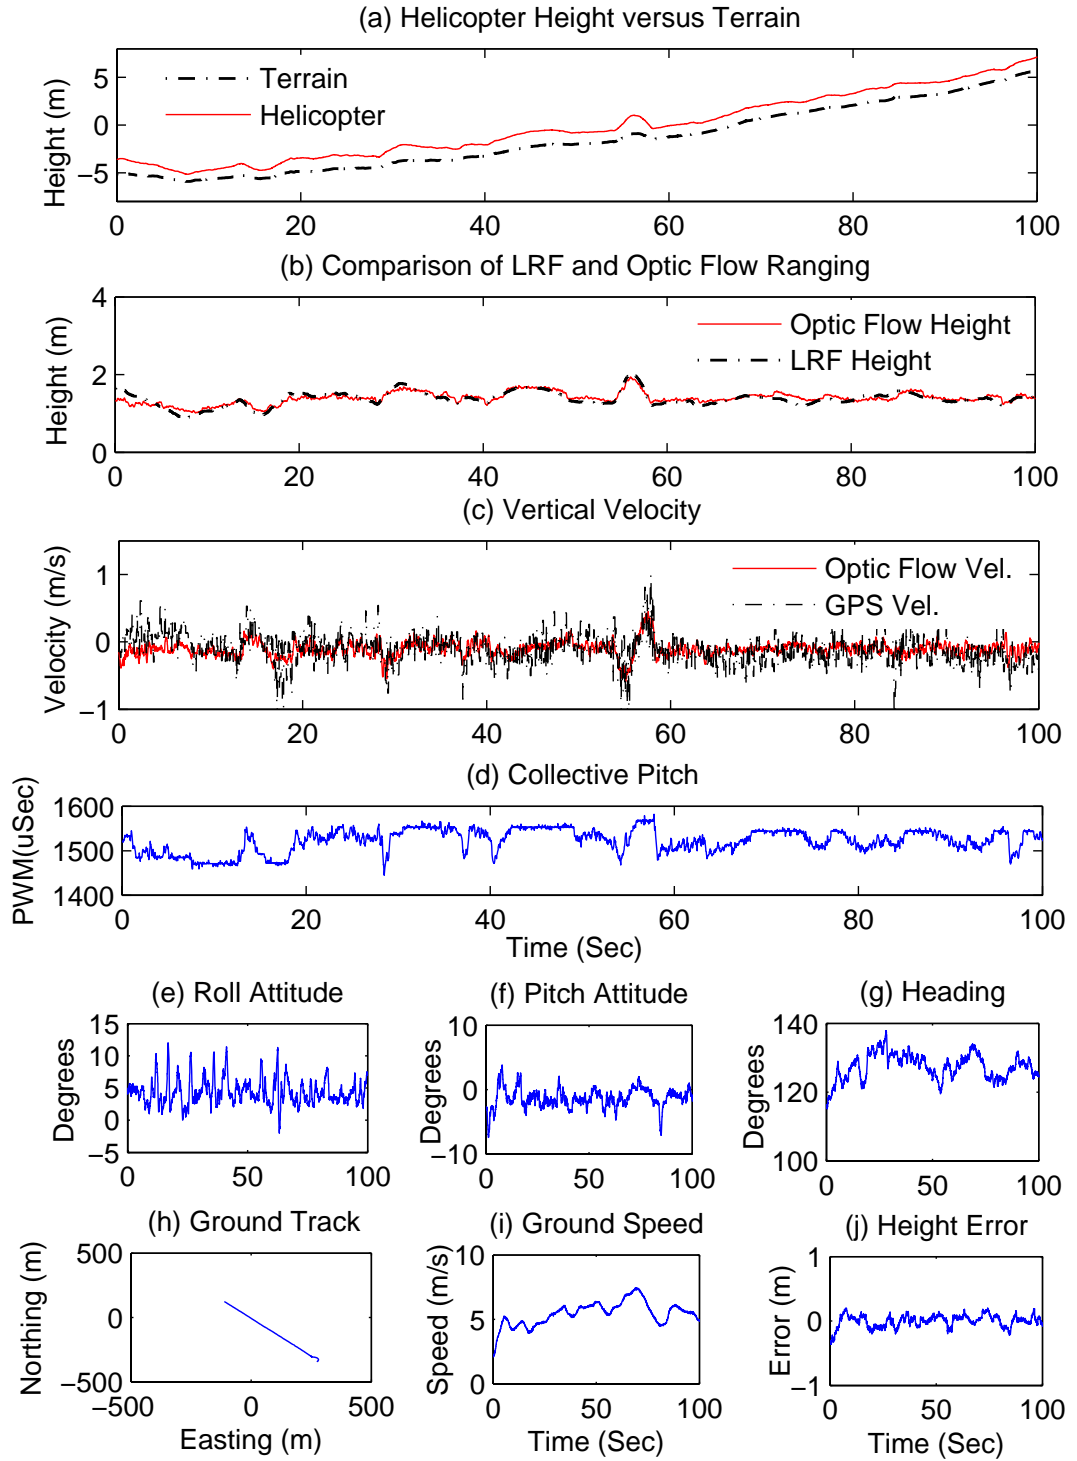 (a) Helicopter Height versus Terrain
Height (m)
5
0
−5
Terrain
Helicopter
0 20 40 60 80 100
(b) Comparison of LRF and Optic Flow Ranging
Height (m)
4
2
0
Optic Flow Height
LRF Height
0 20 40 60 80 100
(c) Vertical Velocity
Velocity (m/s)
1
0
−1
Optic Flow Vel.
GPS Vel.
0 20 40 60 80 100
(d) Collective Pitch
PWM(uSec)
1600
1500
1400
0 20 40 60 80 100
Time (Sec)
(e) Roll Attitude
Degrees
15
10
5
0
−5
0 50 100
(f) Pitch Attitude
Degrees
10
0
−10
0 50 100
(g) Heading
Degrees
140
120
100
0 50 100
(h) Ground Track
Northing (m)
500
0
−500
−500 0 500
Easting (m)
(i) Ground Speed
Speed (m/s)
10
5
0
0 50 100
Time (Sec)
(j) Height Error
Error (m)
1
0
−1
0 50 100
Time (Sec)